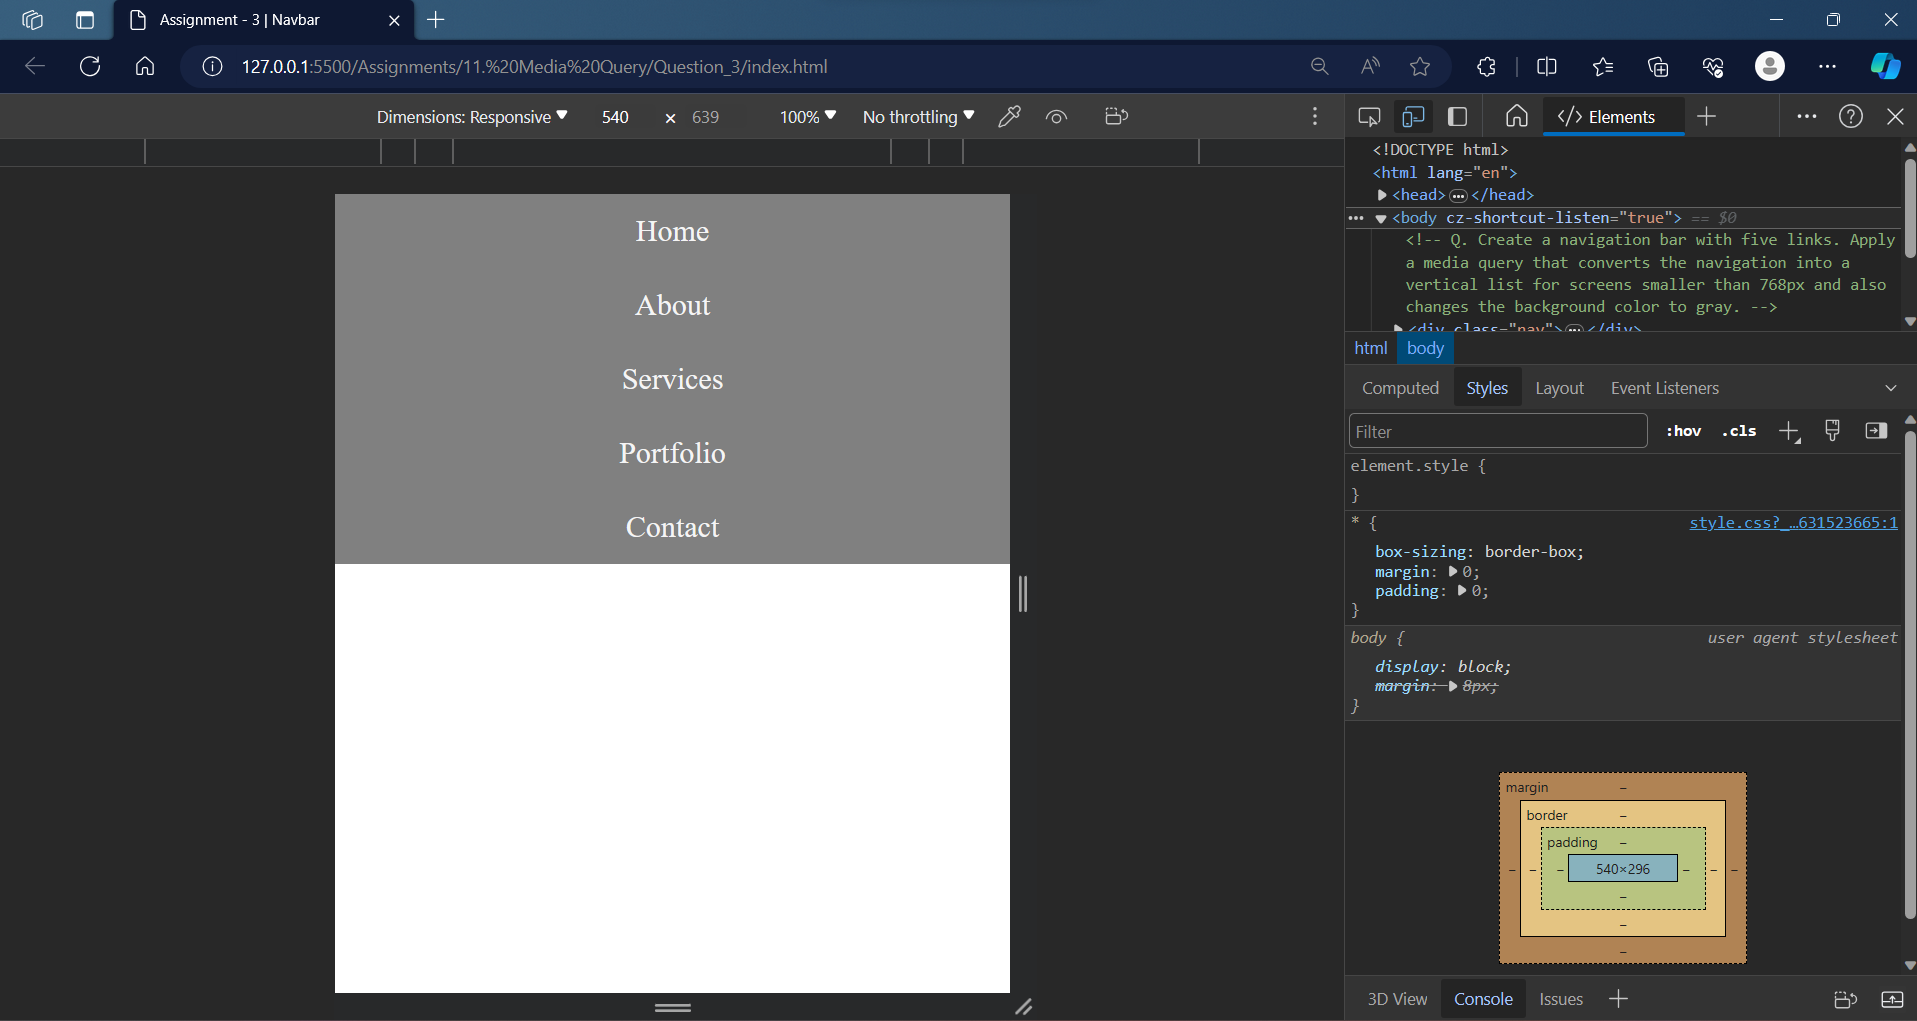 Assignment - 3 | Navbar
127.0.0.1:5500/Assignments/11.%20Media%20Query/Question_3/index.html
Dimensions: Responsive 540 × 639 100% No throttling
Elements
Home
About
Services
Portfolio
Contact
<!DOCTYPE html>
<html lang="en">
<head>…</head>
<body cz-shortcut-listen="true"> == $0
<!-- Q. Create a navigation bar with five links. Apply
a media query that converts the navigation into a
vertical list for screens smaller than 768px and also
changes the background color to gray. -->
<div class="nav">…</div>
html body
Computed Styles Layout Event Listeners
Filter :hov .cls
element.style {
}
* { style.css?_…631523665:1
box-sizing: border-box;
margin: 0;
padding: 0;
}
body { user agent stylesheet
display: block;
margin: 8px;
}
margin –
border –
padding –
– – – 540×296 – – –
–
–
–
3D View Console Issues